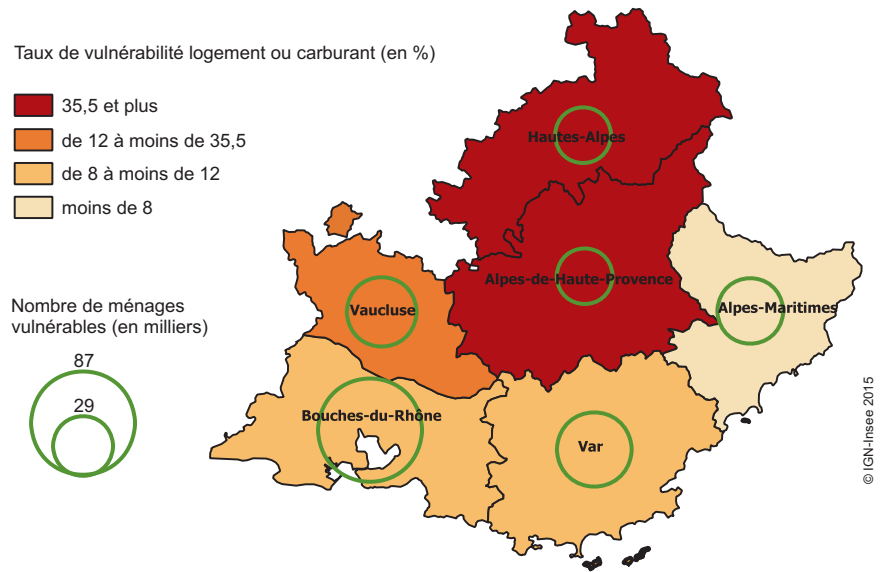 Taux de vulnérabilité logement ou carburant (en %)
35,5 et plus
de 12 à moins de 35,5
de 8 à moins de 12
moins de 8
Nombre de ménages
vulnérables (en milliers)
87
29
Hautes-Alpes
Alpes-de-Haute-Provence
Vaucluse
Alpes-Maritimes
Bouches-du-Rhône
Var
© IGN-Insee 2015